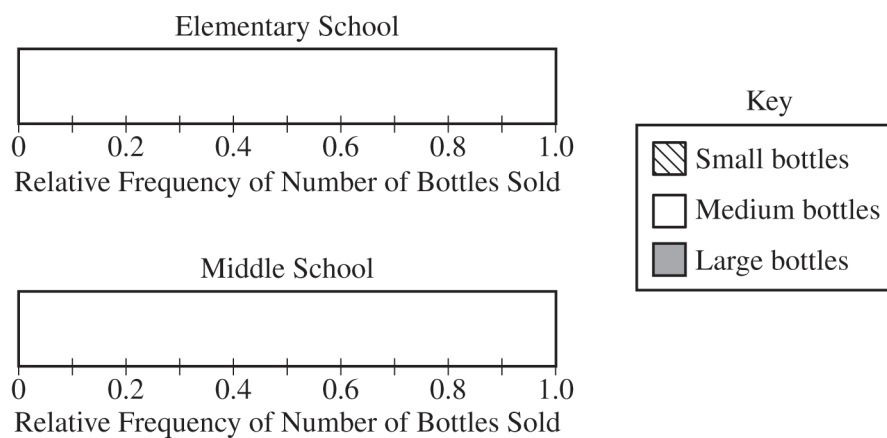 Elementary School
0 0.2 0.4 0.6 0.8 1.0
Relative Frequency of Number of Bottles Sold
Middle School
0 0.2 0.4 0.6 0.8 1.0
Relative Frequency of Number of Bottles Sold
Key
Small bottles
Medium bottles
Large bottles